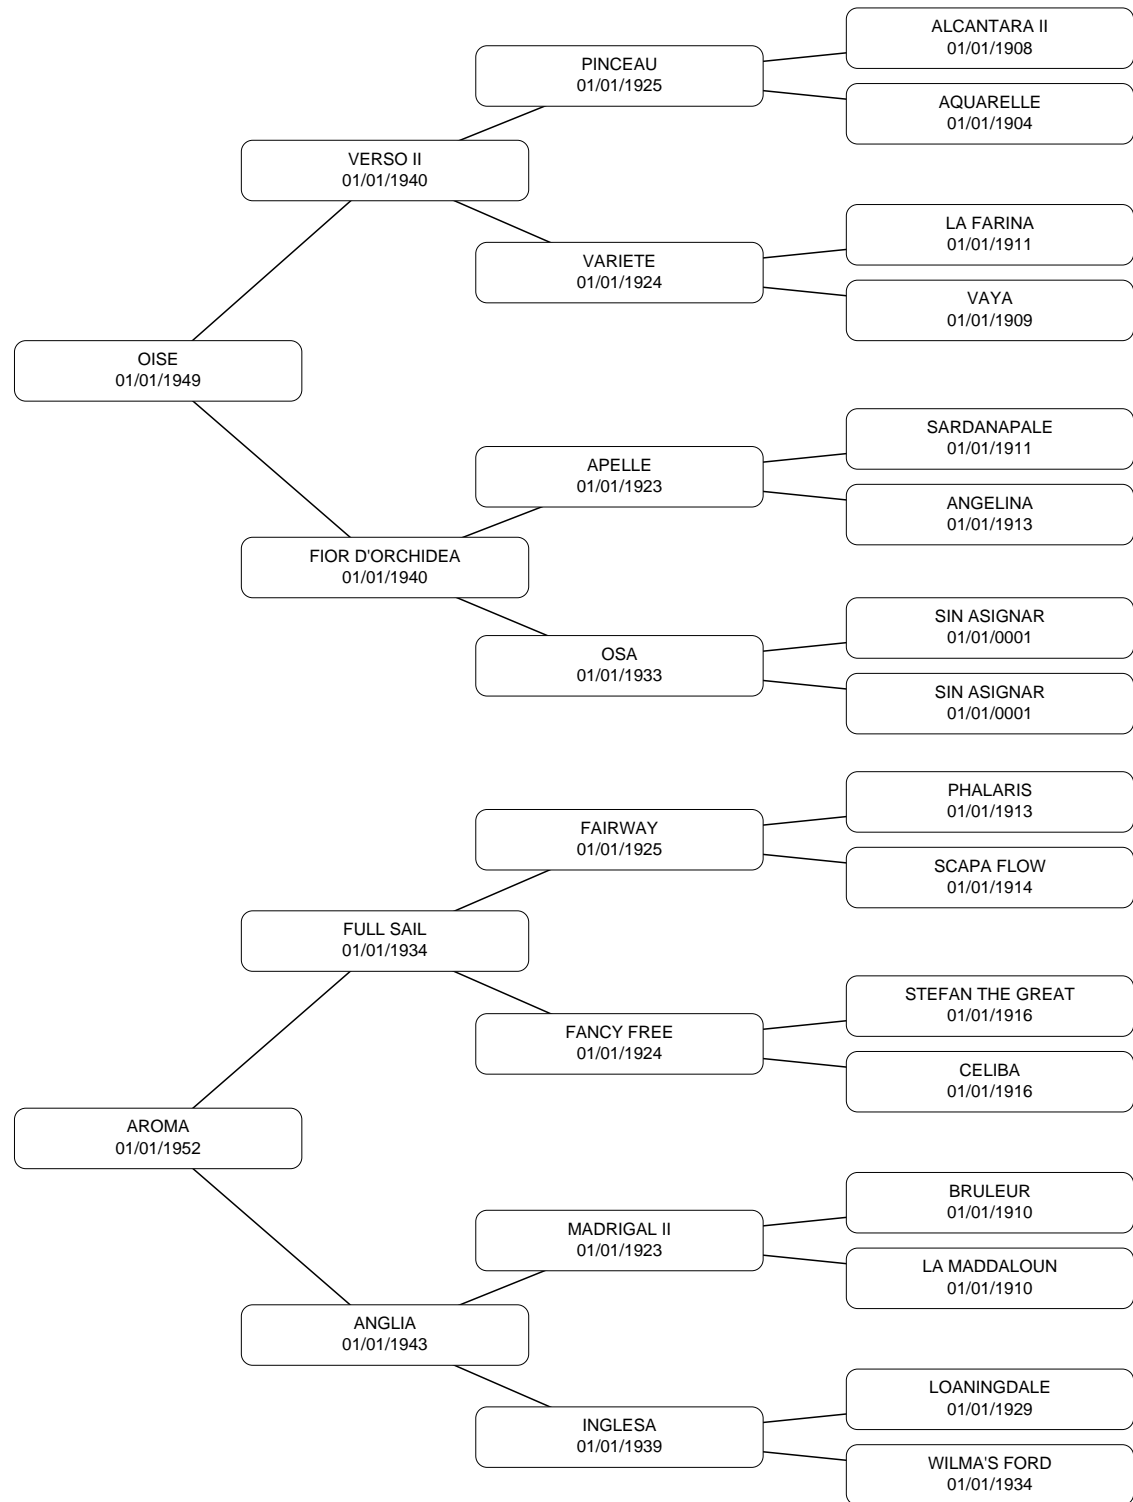 ALCANTARA II
01/01/1908
PINCEAU
01/01/1925
AQUARELLE
01/01/1904
VERSO II
01/01/1940
LA FARINA
01/01/1911
VARIETE
01/01/1924
VAYA
01/01/1909
OISE
01/01/1949
SARDANAPALE
01/01/1911
APELLE
01/01/1923
ANGELINA
01/01/1913
FIOR D'ORCHIDEA
01/01/1940
SIN ASIGNAR
01/01/0001
OSA
01/01/1933
SIN ASIGNAR
01/01/0001
PHALARIS
01/01/1913
FAIRWAY
01/01/1925
SCAPA FLOW
01/01/1914
FULL SAIL
01/01/1934
STEFAN THE GREAT
01/01/1916
FANCY FREE
01/01/1924
CELIBA
01/01/1916
AROMA
01/01/1952
BRULEUR
01/01/1910
MADRIGAL II
01/01/1923
LA MADDALOUN
01/01/1910
ANGLIA
01/01/1943
LOANINGDALE
01/01/1929
INGLESA
01/01/1939
WILMA'S FORD
01/01/1934